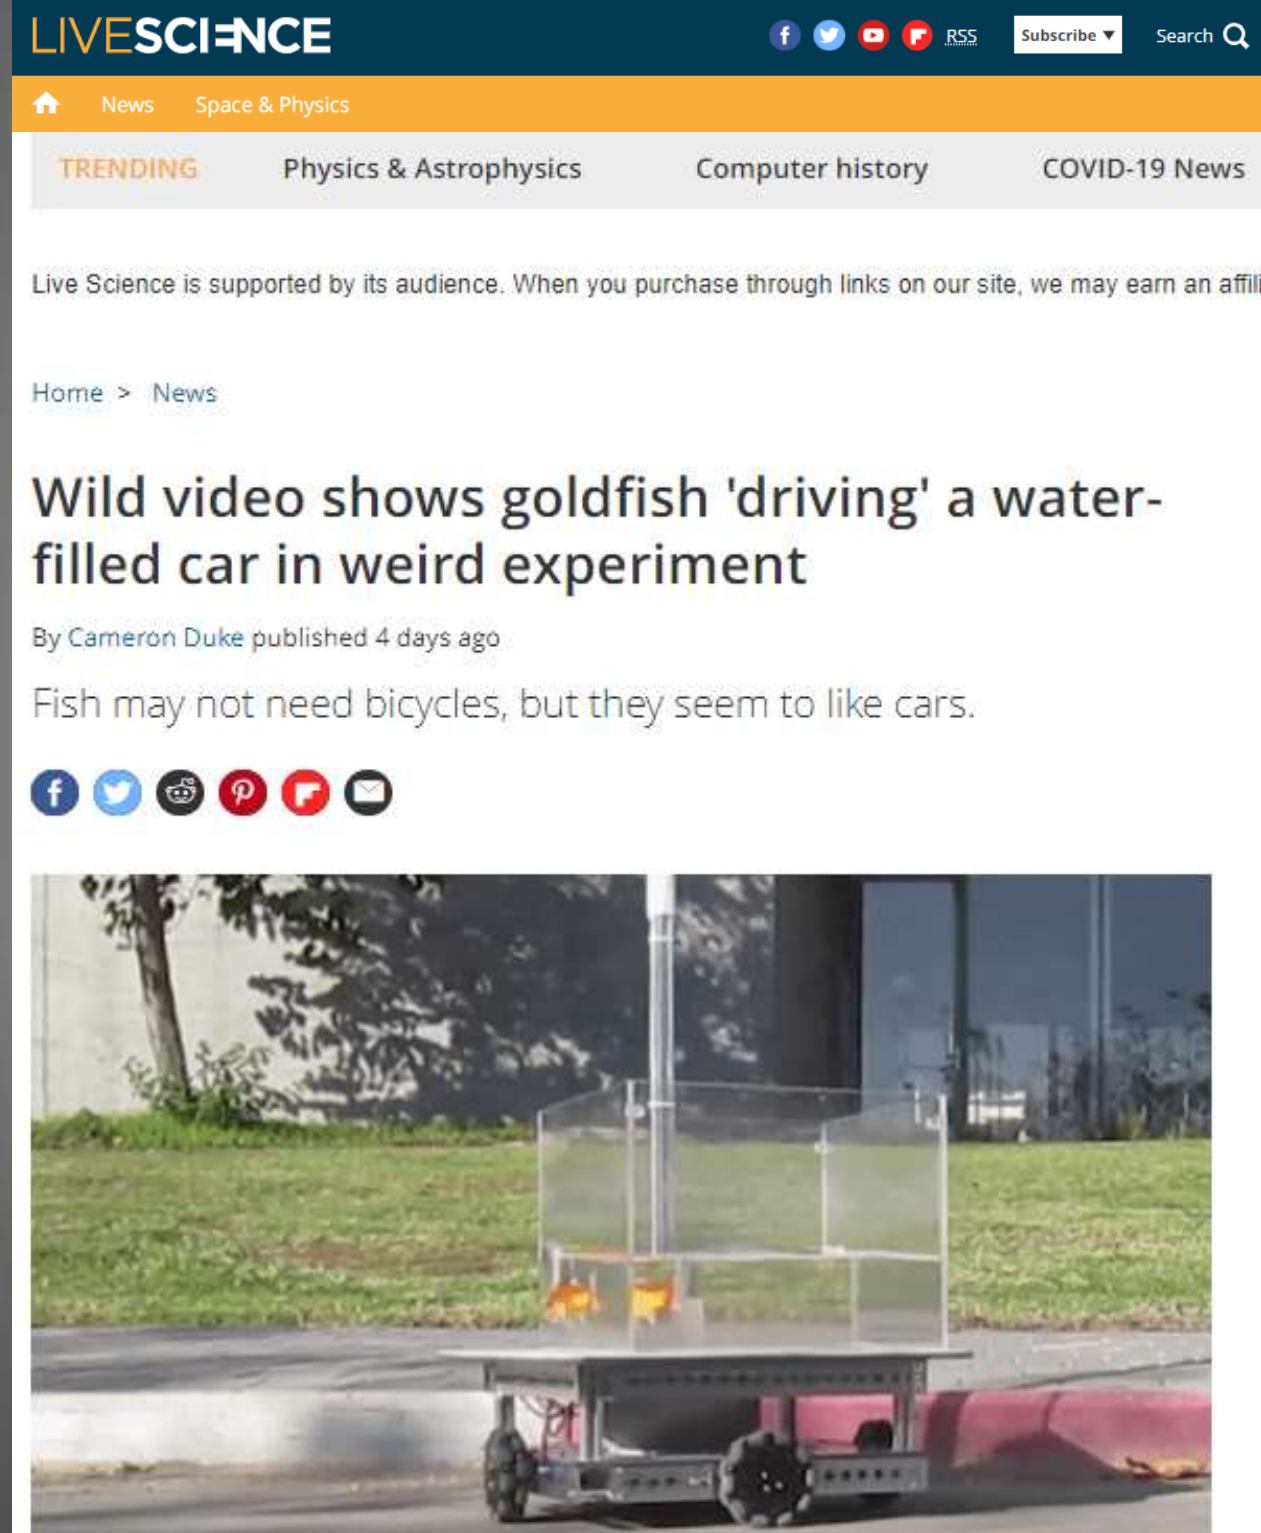 LIVESCIENCE
RSS
Subscribe ▼
Search
News
Space & Physics
TRENDING
Physics & Astrophysics
Computer history
COVID-19 News
Live Science is supported by its audience. When you purchase through links on our site, we may earn an
Home > News
Wild video shows goldfish 'driving' a water-
filled car in weird experiment
By Cameron Duke published 4 days ago
Fish may not need bicycles, but they seem to like cars.